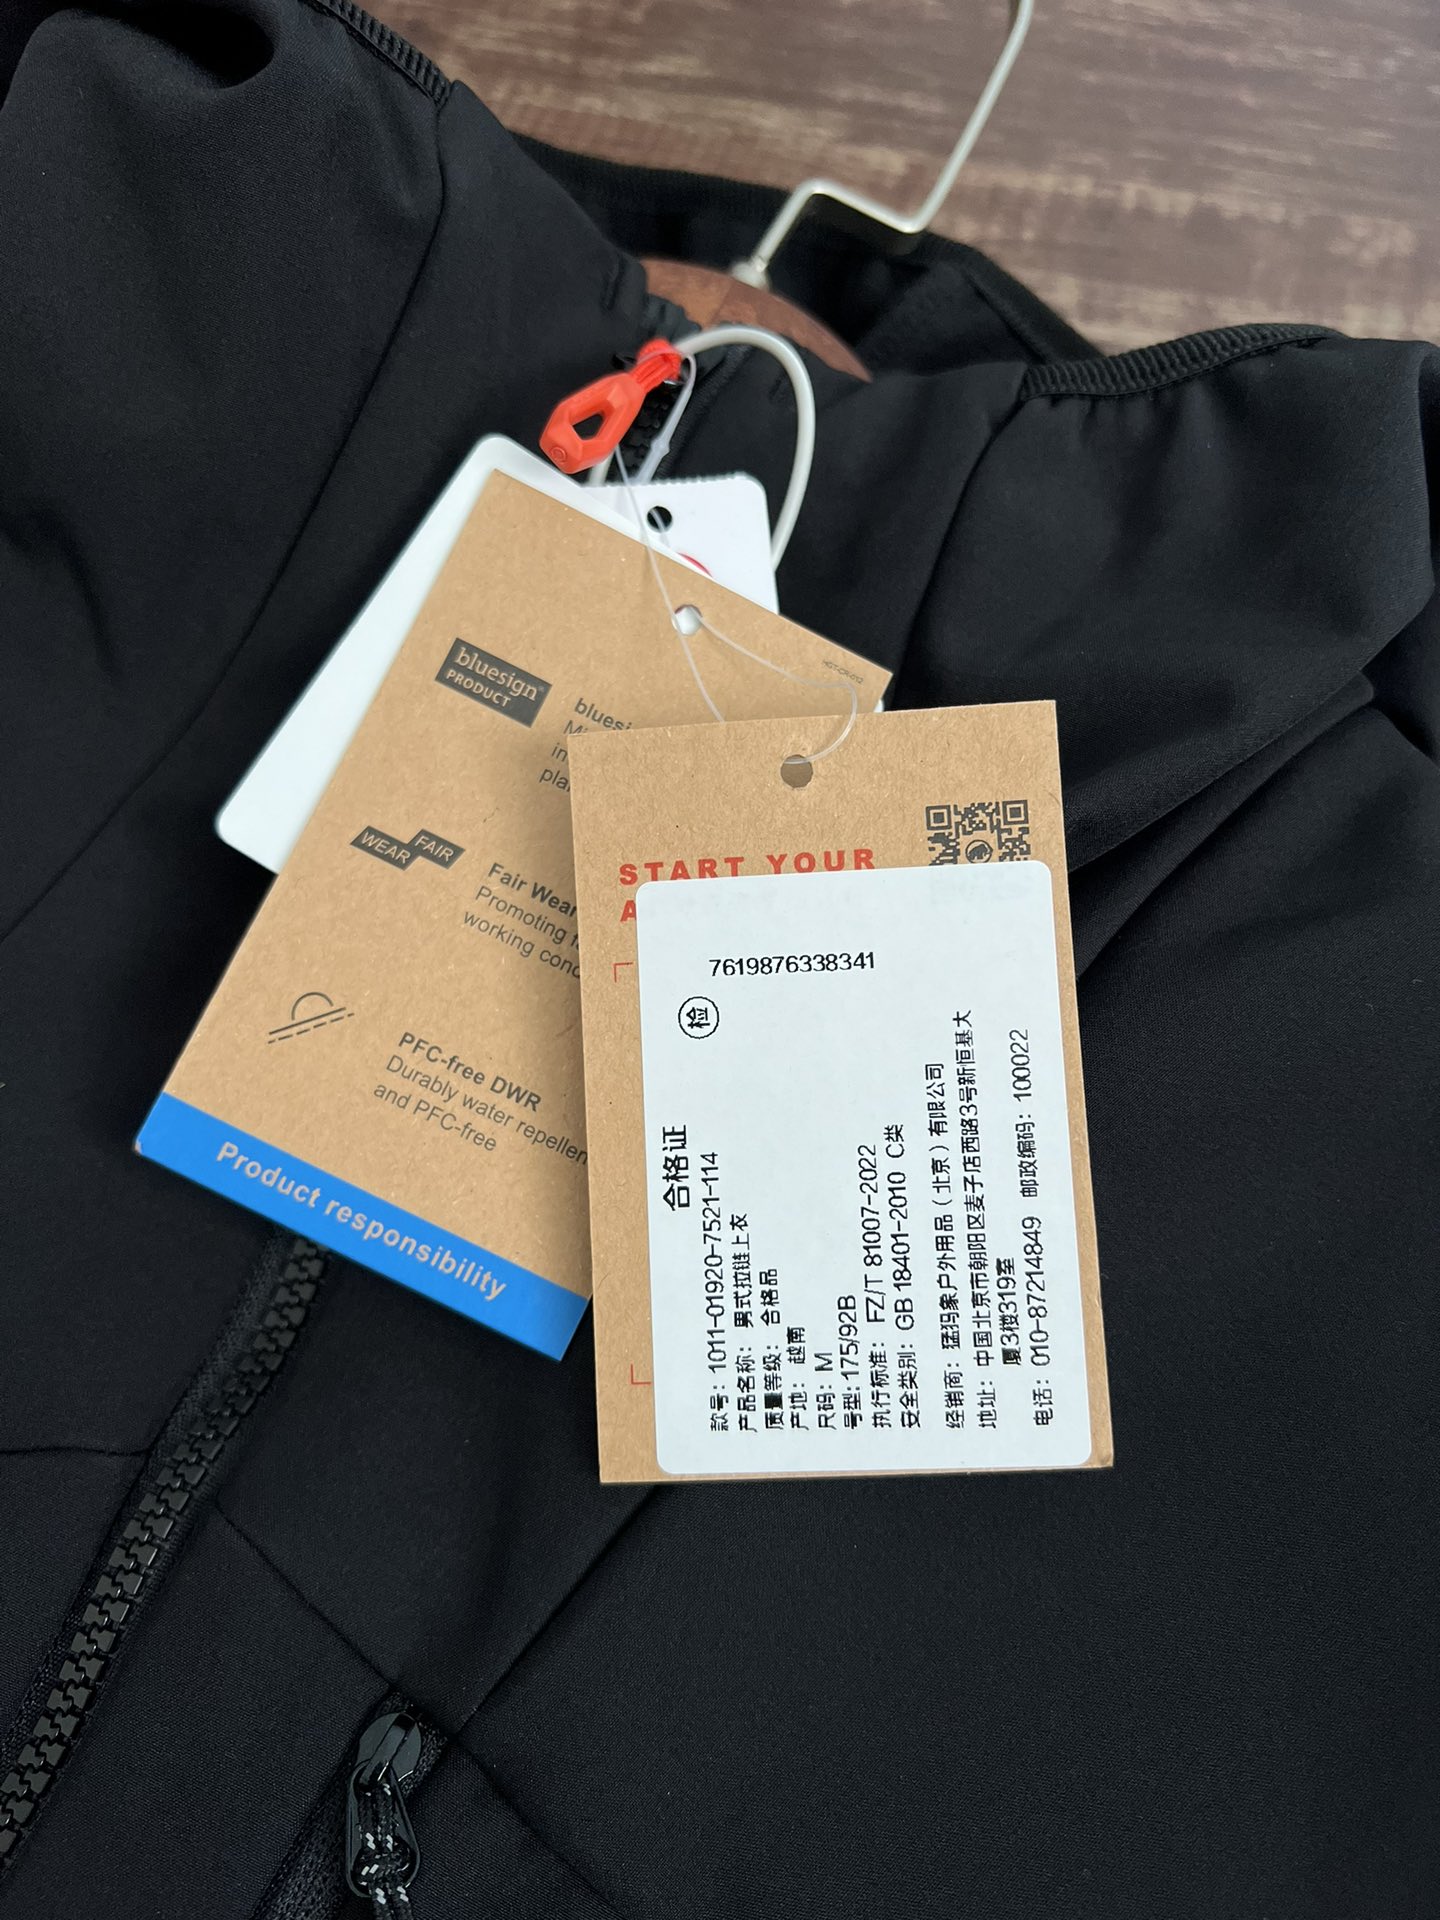 bluesign®
PRODUCT
HGT-CR-012
WEAR FAIR
Fair Wear
Promoting
working
PFC-free DWR
Durably water
and PFC-free
Product responsibility
START YOUR
7619876338341
检
合格证
款号：1011-01920-7521-114
产品名称：男式拉链上衣
质量等级：合格品
产地：越南
尺码：M
号型：175/92B
执行标准：FZ/T 81007-2022
安全类别：GB 18401-2010 C类
经销商：猛犸象户外用品（北京）有限公司
地址：中国北京市朝阳区麦子店西路3号新恒基大
厦3楼319室
电话：010-87214849 邮政编码：100022